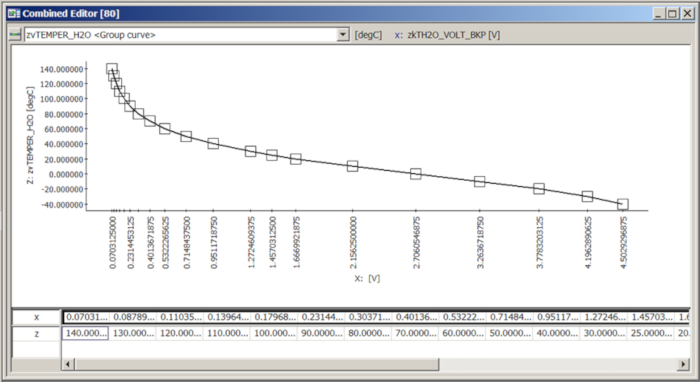 Combined Editor [80]
zvTEMPER_H2O <Group curve> [degC] x: zkTH2O_VOLT_BKP [V]
Z: zvTEMPER_H2O [degC]
140.000000
120.000000
100.000000
80.000000
60.000000
40.000000
20.000000
0.000000
-20.000000
-40.000000
0.0703125000 0.2314453125 0.4013671875 0.5322265625 0.7148437500 0.9511718750 1.2724609375 1.4570312500 1.6669921875 2.1562500000 2.7060546875 3.2636718750 3.7783203125 4.1962890625 4.5029296875
X: [V]
x 0.07031... 0.08789... 0.11035... 0.13964... 0.17968... 0.23144... 0.30371... 0.40136... 0.53222... 0.71484... 0.95117... 1.27246... 1.45703... 1.6
z 140.000... 130.000... 120.000... 110.000... 100.000... 90.0000... 80.0000... 70.0000... 60.0000... 50.0000... 40.0000... 30.0000... 25.0000... 20.